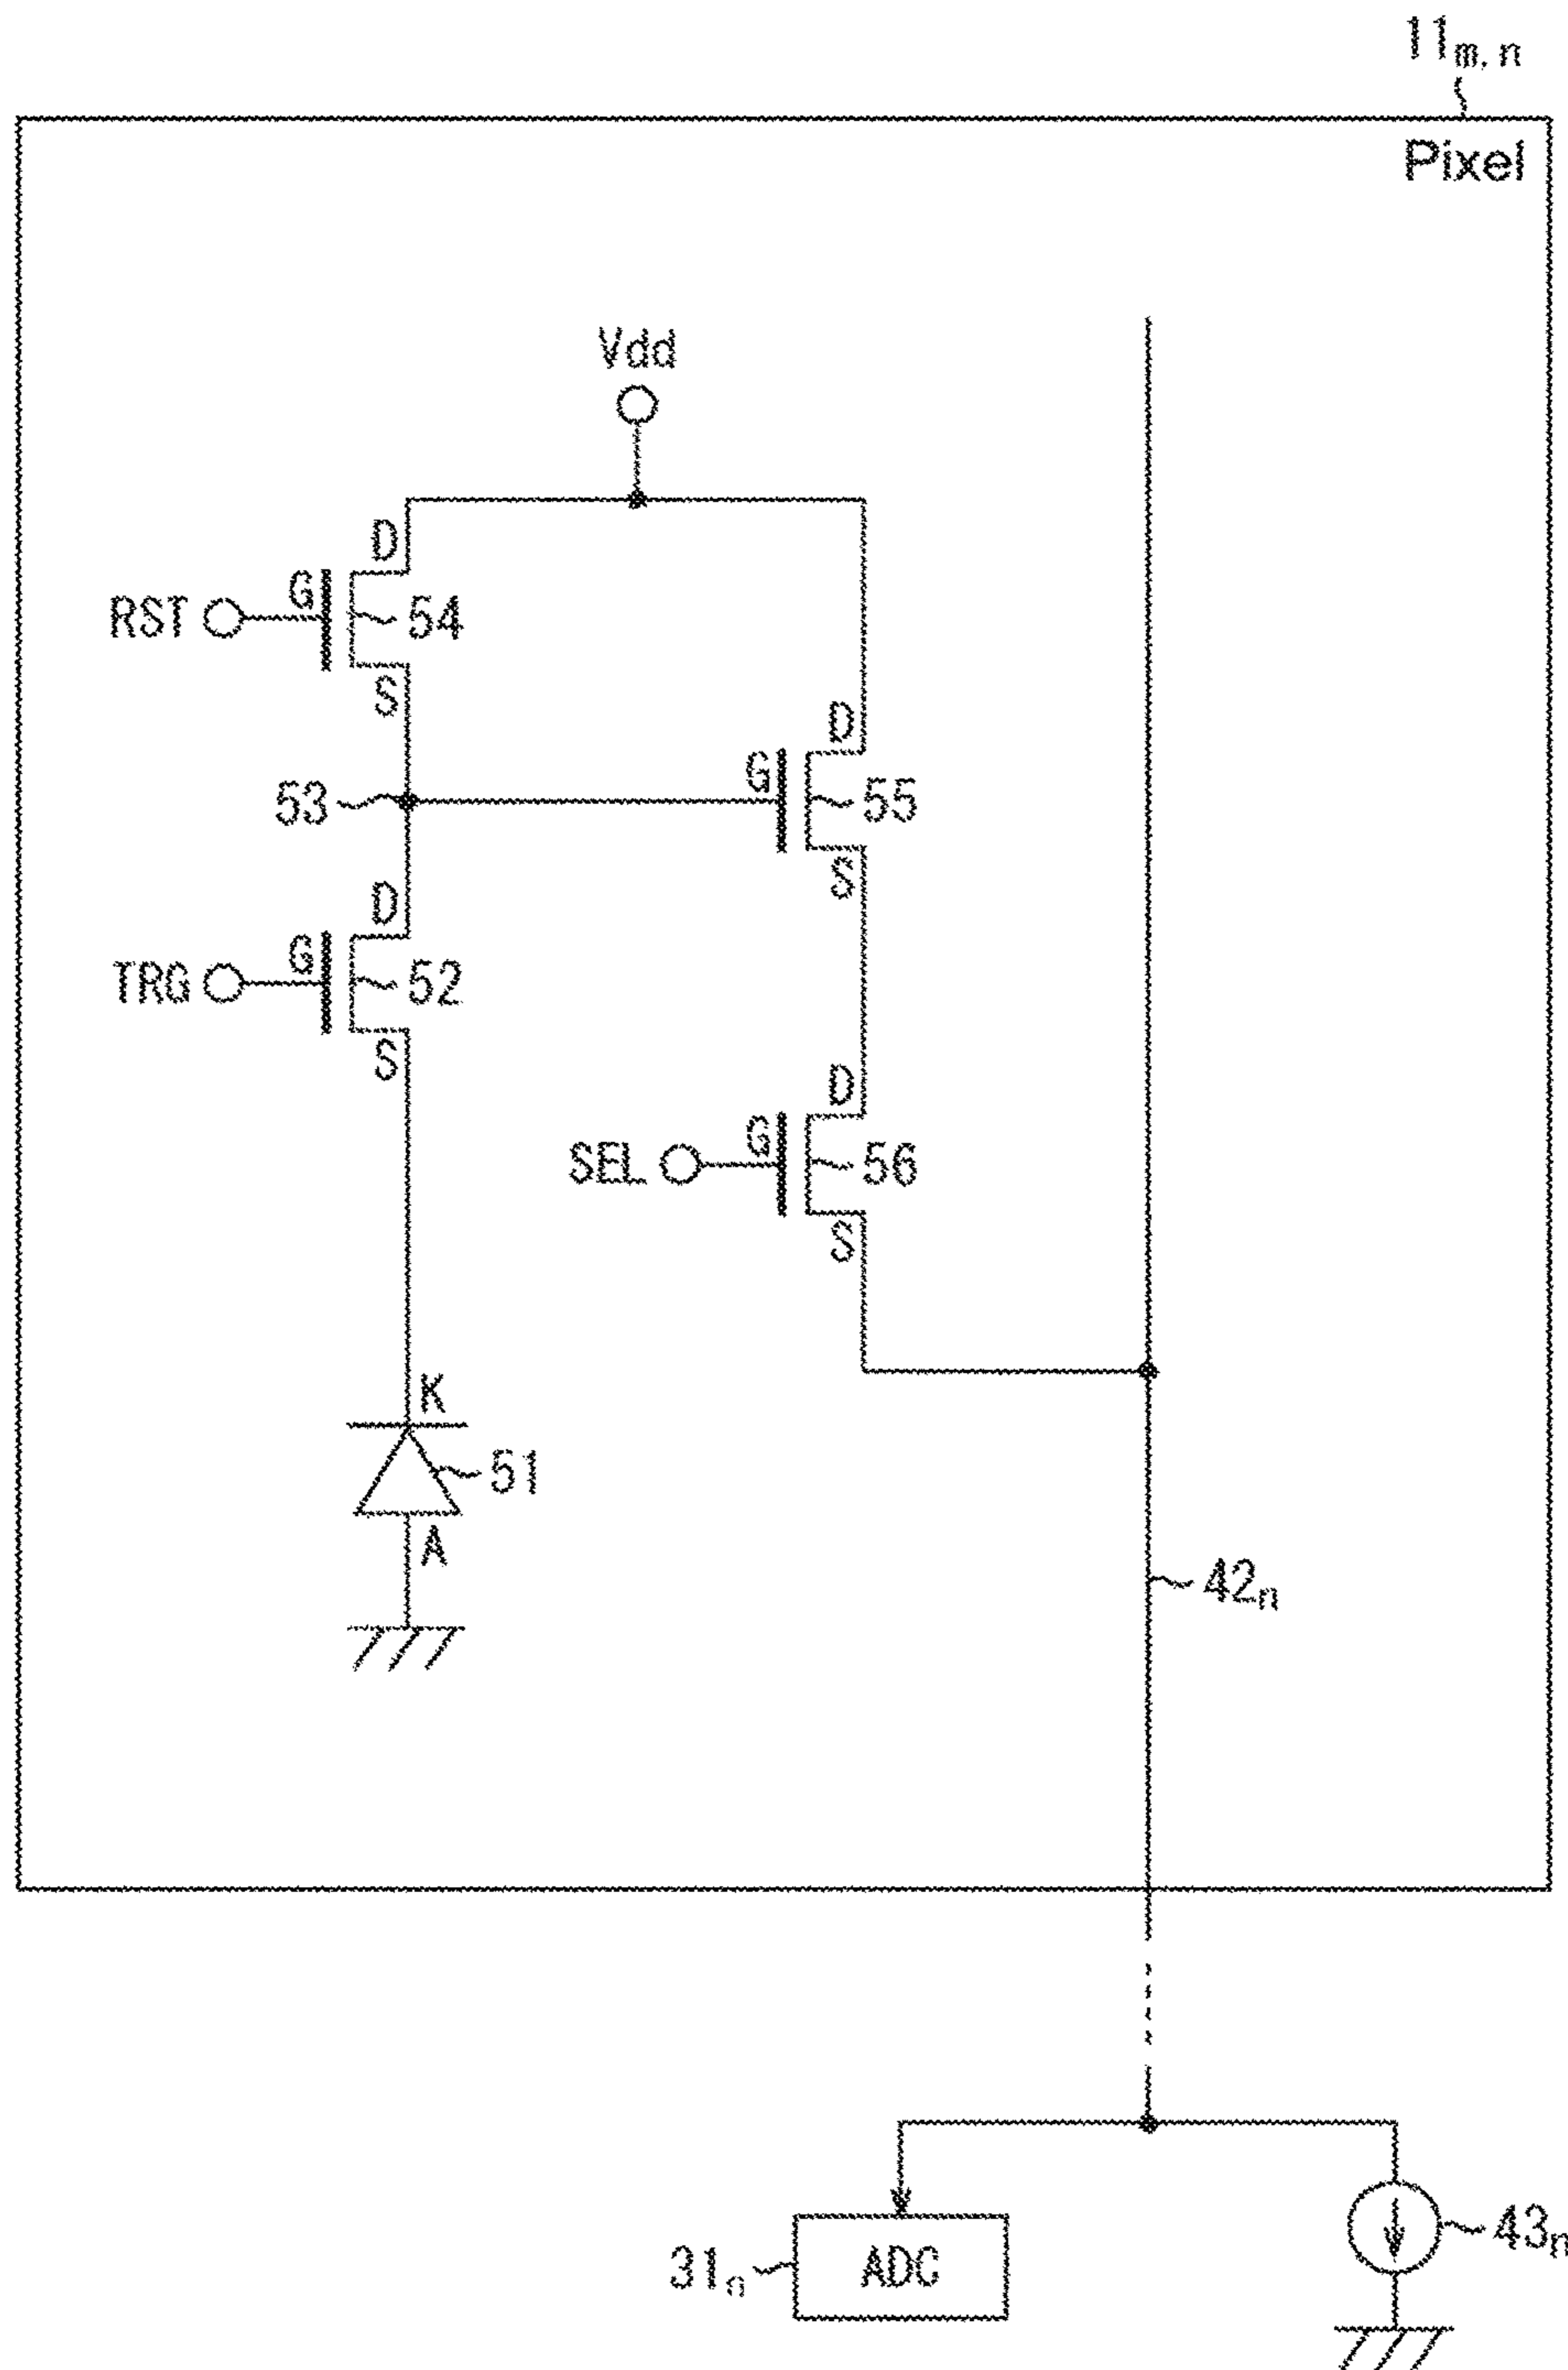 11m, n
Pixel
Vdd
D
G
RST
54
S
D
G
53
55
S
D
G
TRG
52
S
D
G
SEL
56
S
K
51
A
42n
ADC
31n
43n